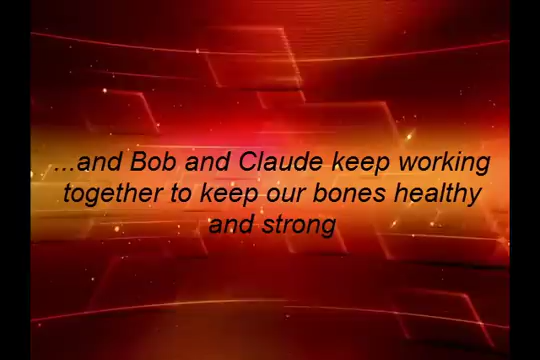 ...and Bob and Claude keep working
together to keep our bones healthy
and strong